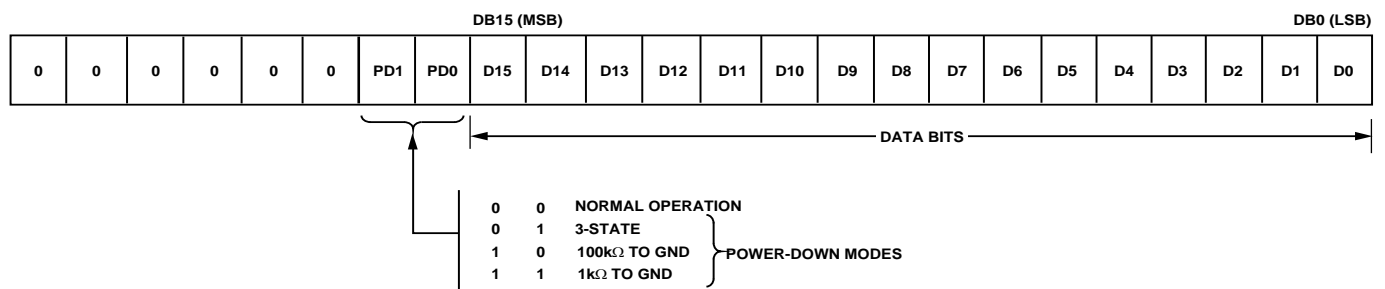 DB15 (MSB) DB0 (LSB)
0 0 0 0 0 0 PD1 PD0 D15 D14 D13 D12 D11 D10 D9 D8 D7 D6 D5 D4 D3 D2 D1 D0
DATA BITS
0 0 NORMAL OPERATION
0 1 3-STATE
1 0 100kΩ TO GND
POWER-DOWN MODES
1 1 1kΩ TO GND